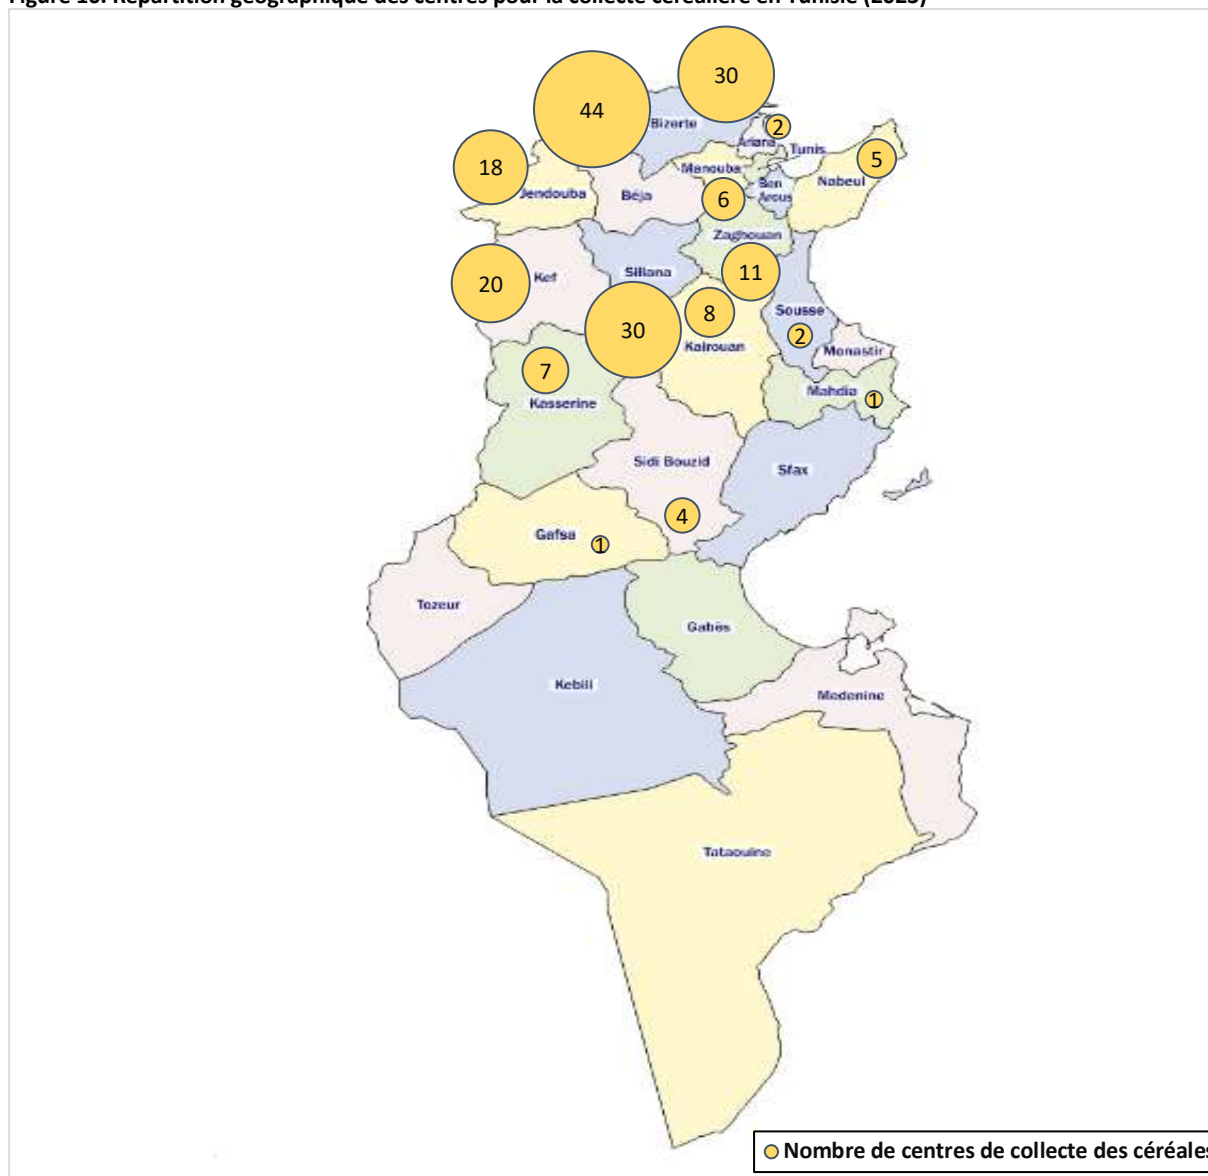 Figure 10. Répartition géographique des centres pour la collecte céréalière en Tunisie (2023)
30
44
Bizerte
2
Ariana
Tunis
5
18
Manouba
Nabeul
Ben
Arous
Jendouba
Béja
6
Zaghouan
11
20
Kef
Siliana
8
Sousse
30
2
Kairouan
Monastir
7
Mahdia
1
Kasserine
Sidi Bouzid
Sfax
4
Gafsa
1
Tozeur
Gabès
Kebili
Medenine
Tataouine
Nombre de centres de collecte des céréales